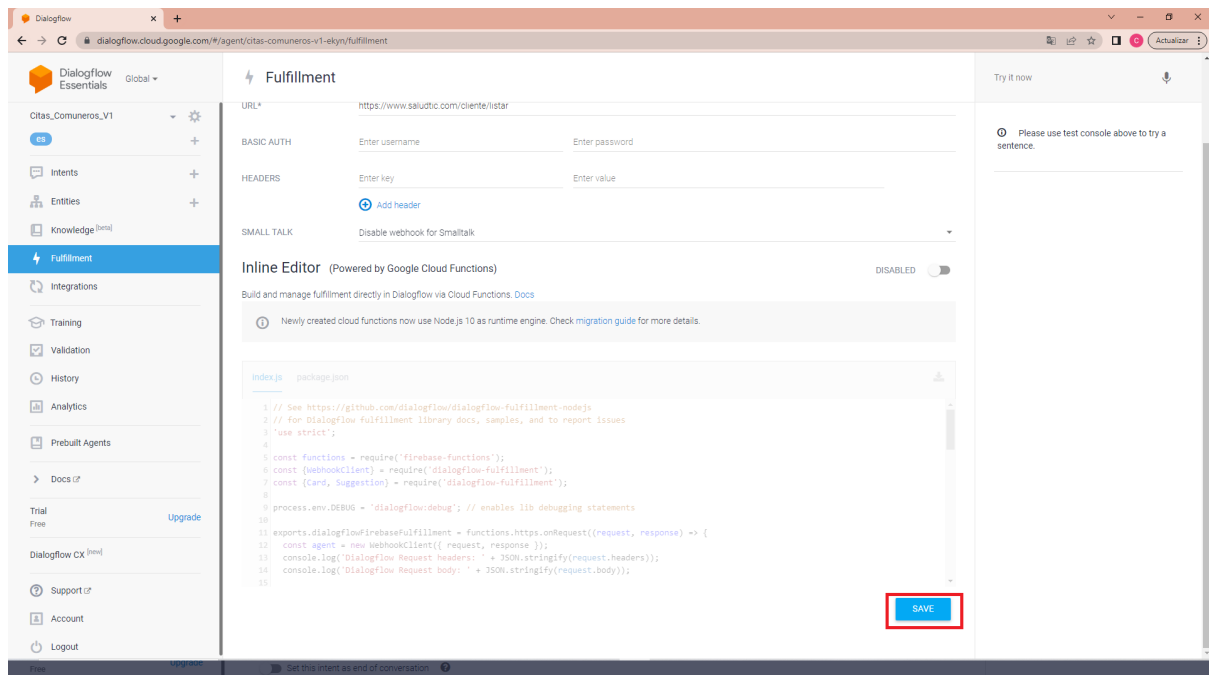 Dialogflow
dialogflow.cloud.google.com/#/agent/citas-comuneros-v1-ekyn/fulfillment
C
Actualizar
Dialogflow
Essentials
Global
Citas_Comuneros_V1
es
Intents
Entities
Knowledge [beta]
Fulfillment
Integrations
Training
Validation
History
Analytics
Prebuilt Agents
Docs
Trial
Free
Upgrade
Dialogflow CX [new]
Support
Account
Logout
Fulfillment
URL* https://www.saludtic.com/cliente/listar
BASIC AUTH Enter username Enter password
HEADERS Enter key Enter value
Add header
SMALL TALK Disable webhook for Smalltalk
Inline Editor (Powered by Google Cloud Functions) DISABLED
Build and manage fulfillment directly in Dialogflow via Cloud Functions. Docs
Newly created cloud functions now use Node.js 10 as runtime engine. Check migration guide for more details.
index.js package.json
1 // See https://github.com/dialogflow/dialogflow-fulfillment-nodejs
2 // for Dialogflow fulfillment library docs, samples, and to report issues
3 'use strict';
4
5 const functions = require('firebase-functions');
6 const {WebhookClient} = require('dialogflow-fulfillment');
7 const {Card, Suggestion} = require('dialogflow-fulfillment');
8
9 process.env.DEBUG = 'dialogflow:debug'; // enables lib debugging statements
10
11 exports.dialogflowFirebaseFulfillment = functions.https.onRequest((request, response) => {
12 const agent = new WebhookClient({ request, response });
13 console.log('Dialogflow Request headers: ' + JSON.stringify(request.headers));
14 console.log('Dialogflow Request body: ' + JSON.stringify(request.body));
15
SAVE
Try it now
Please use test console above to try a
sentence.
Free
Upgrade
Set this intent as end of conversation